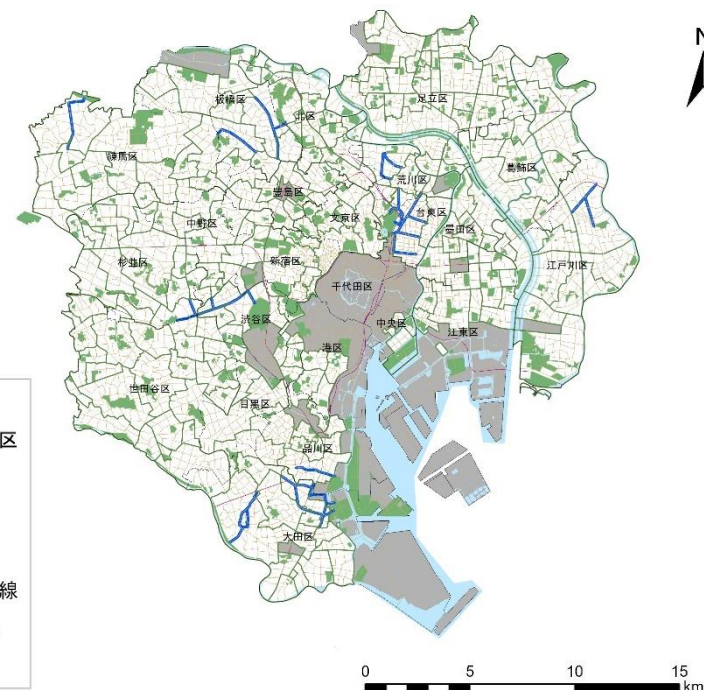 N
足立区
板橋区
北区
葛飾区
練馬区
荒川区
豊島区
文京区
台東区
墨田区
中野区
杉並区
新宿区
江戸川区
千代田区
渋谷区
中央区
江東区
港区
世田谷区
目黒区
品川区
大田区
区
線
0 5 10 15
km